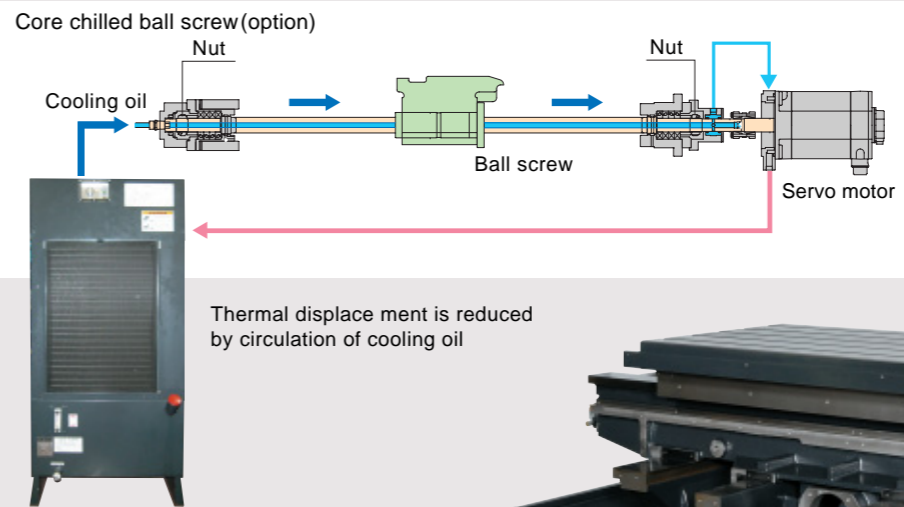 Core chilled ball screw(option)
Nut
Nut
Cooling oil
Ball screw
Servo motor
Thermal displace ment is reduced
by circulation of cooling oil